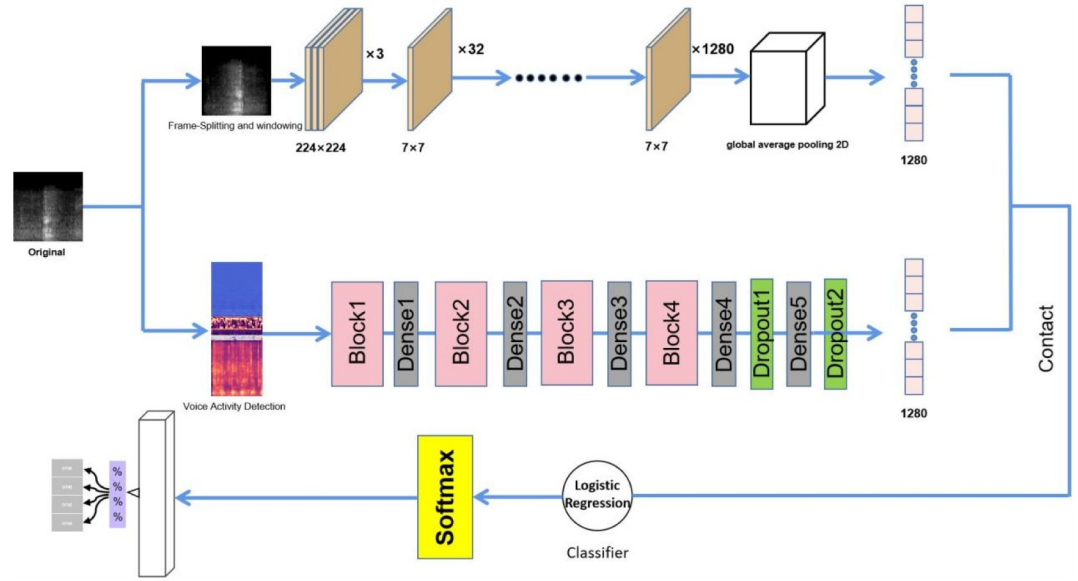 ×3
×32
×1280
Frame-Splitting and windowing
224×224
7×7
7×7
global average pooling 2D
1280
Original
Block1
Dense1
Block2
Dense2
Block3
Dense3
Block4
Dense4
Dropout1
Dense5
Dropout2
Voice Activity Detection
1280
Contact
%
%
%
%
Softmax
Logistic
Regression
Classifier